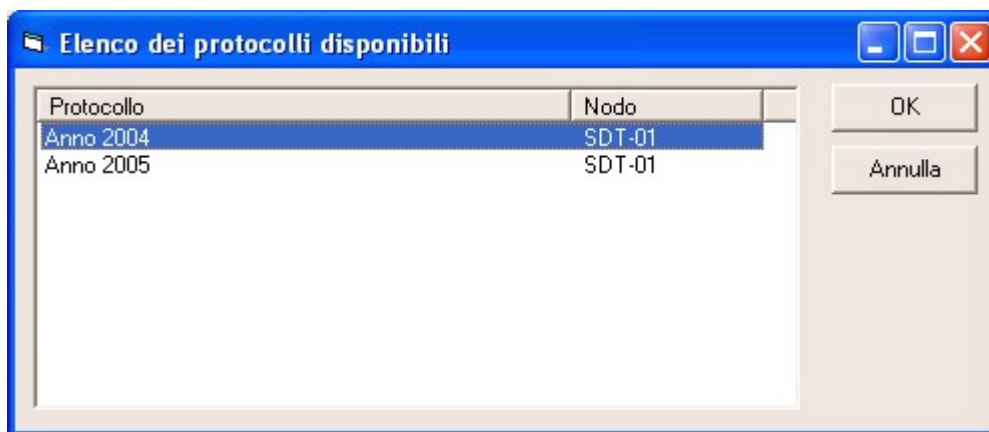 Elenco dei protocolli disponibili
Protocollo Nodo
Anno 2004 SDT-01
Anno 2005 SDT-01
OK
Annulla